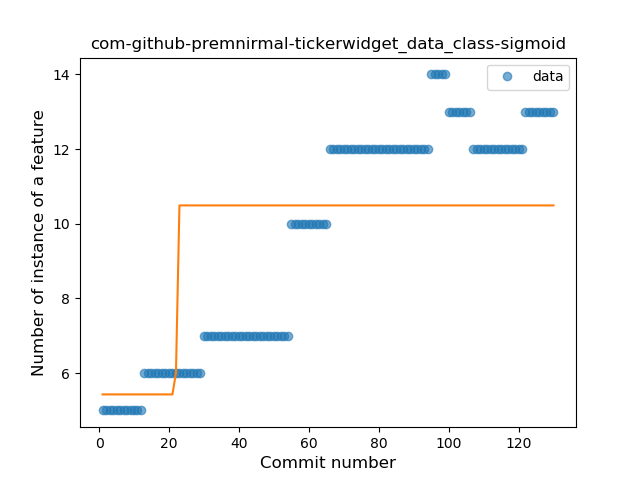 com-github-premnirmal-tickerwidget_data_class-sigmoid
data
Number of instance of a feature
14
12
10
8
6
0 20 40 60 80 100 120
Commit number